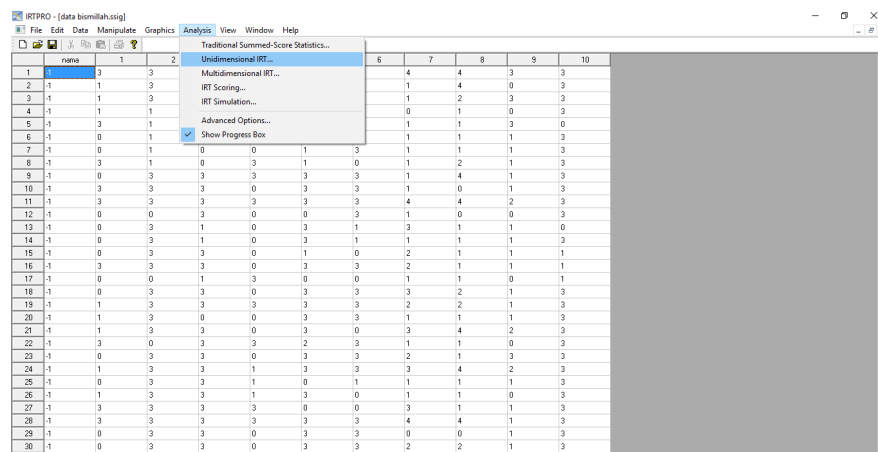 IRTPRO - [data bismillah.ssig]
File Edit Data Manipulate Graphics Analysis View Window Help
Traditional Summed-Score Statistics...
Unidimensional IRT...
Multidimensional IRT...
IRT Scoring...
IRT Simulation...
Advanced Options...
Show Progress Box
nama 1 2 6 7 8 9 10
1 -1 3 3 4 4 3 3
2 -1 1 3 1 4 0 3
3 -1 1 3 1 2 3 3
4 -1 1 1 0 1 0 3
5 -1 3 1 1 1 3 0
6 -1 0 1 1 1 1 3
7 -1 0 1 0 0 1 3 1 1 1 3
8 -1 3 1 0 3 1 0 1 2 1 3
9 -1 0 3 3 3 3 3 1 4 1 3
10 -1 0 3 3 0 3 3 1 0 1 3
11 -1 3 3 3 3 3 3 4 4 2 3
12 -1 0 0 3 0 0 3 1 0 0 3
13 -1 0 3 1 0 3 1 3 1 1 0
14 -1 0 3 1 0 3 1 1 1 1 3
15 -1 0 3 3 0 1 0 2 1 1 1
16 -1 3 3 3 0 3 3 2 1 1 1
17 -1 0 0 1 3 0 0 1 1 0 1
18 -1 0 3 3 0 3 3 3 2 1 3
19 -1 1 3 3 3 3 3 2 2 1 3
20 -1 1 3 0 0 3 3 1 1 1 3
21 -1 1 3 3 0 3 0 3 4 2 3
22 -1 3 0 3 3 2 3 1 1 0 3
23 -1 0 3 3 0 3 3 2 1 3 3
24 -1 1 3 3 1 3 3 3 4 2 3
25 -1 0 3 3 1 0 1 1 1 1 3
26 -1 1 3 3 1 3 0 1 1 0 3
27 -1 3 3 3 3 0 0 3 1 1 3
28 -1 3 3 3 3 3 3 4 4 1 3
29 -1 0 3 3 0 3 3 0 0 1 3
30 -1 0 3 3 0 3 3 2 2 1 3